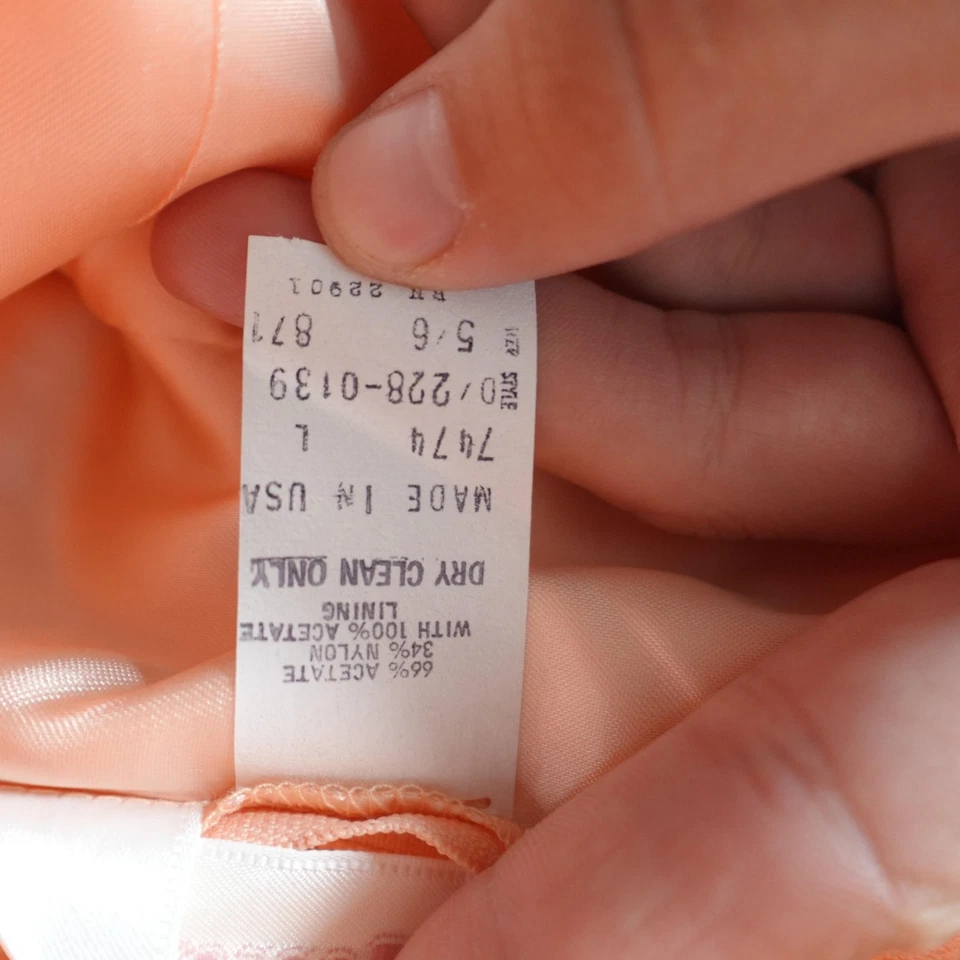 66% ACETATE
34% NYLON
WITH 100% ACETATE
LINING
DRY CLEAN ONLY
MADE IN USA
7474 L
STYLE 0/228-0139
5/6 871
RN 22901